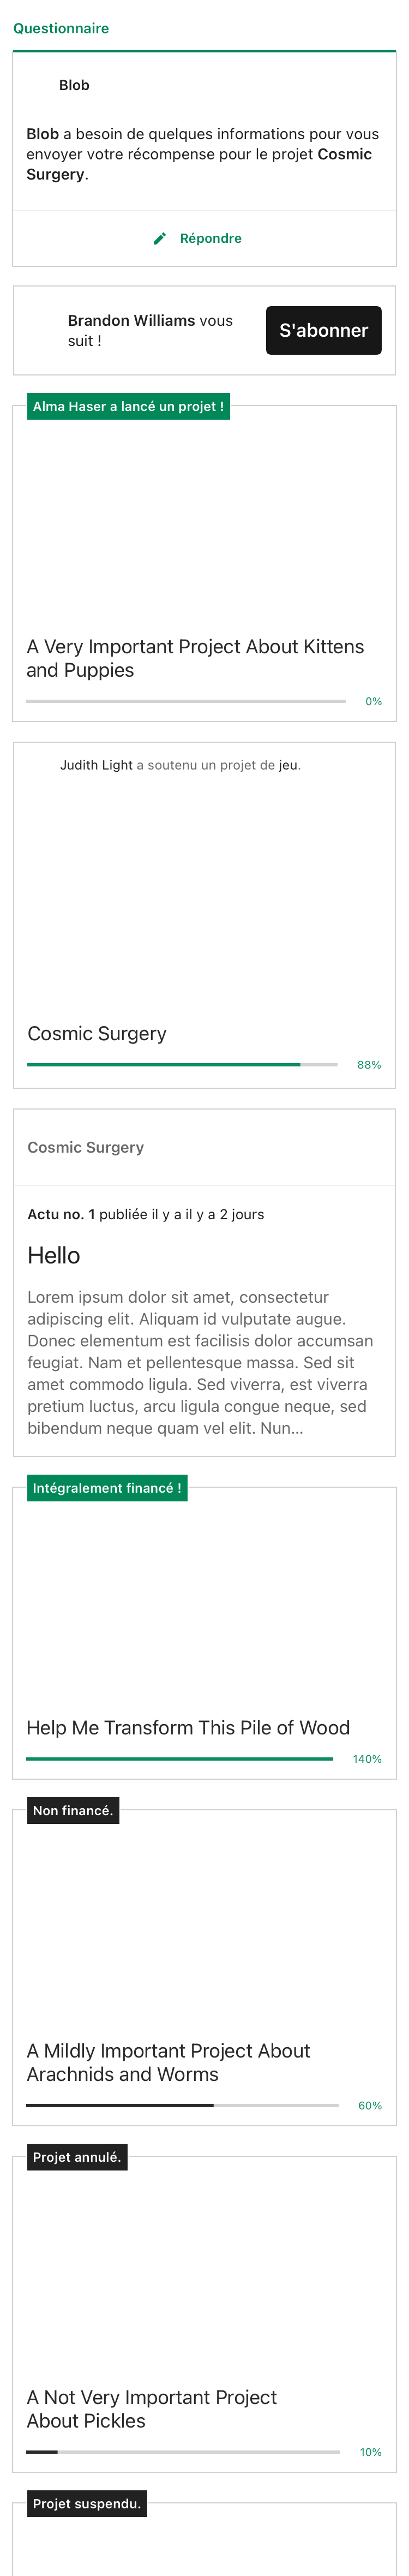 Questionnaire
Blob
Blob a besoin de quelques informations pour vous
envoyer votre récompense pour le projet Cosmic
Surgery.
Répondre
Brandon Williams vous
suit !
S'abonner
Alma Haser a lancé un projet !
A Very Important Project About Kittens
and Puppies
0%
Judith Light a soutenu un projet de jeu.
Cosmic Surgery
88%
Cosmic Surgery
Actu no. 1 publiée il y a il y a 2 jours
Hello
Lorem ipsum dolor sit amet, consectetur
adipiscing elit. Aliquam id vulputate augue.
Donec elementum est facilisis dolor accumsan
feugiat. Nam et pellentesque massa. Sed sit
amet commodo ligula. Sed viverra, est viverra
pretium luctus, arcu ligula congue neque, sed
bibendum neque quam vel elit. Nun...
Intégralement financé !
Help Me Transform This Pile of Wood
140%
Non financé.
A Mildly Important Project About
Arachnids and Worms
60%
Projet annulé.
A Not Very Important Project
About Pickles
10%
Projet suspendu.